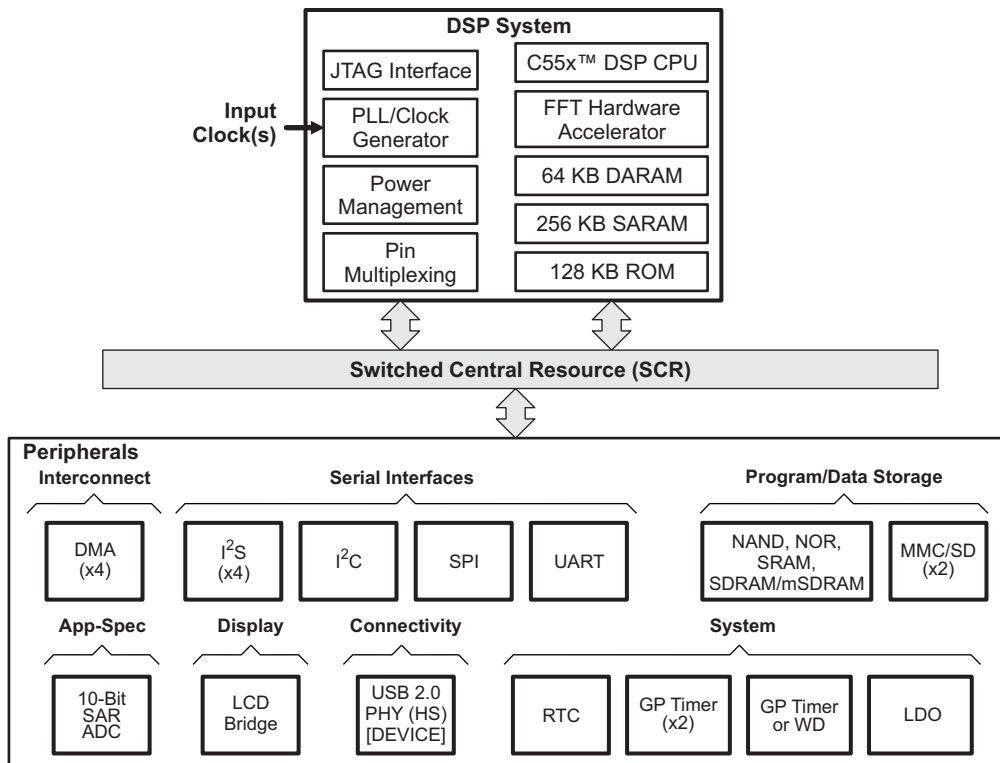 DSP System
JTAG Interface
C55x™ DSP CPU
Input
Clock(s)
PLL/Clock
Generator
FFT Hardware
Accelerator
Power
Management
64 KB DARAM
256 KB SARAM
Pin
Multiplexing
128 KB ROM
Switched Central Resource (SCR)
Peripherals
Interconnect
Serial Interfaces
Program/Data Storage
DMA
(x4)
I²S
(x4)
I²C
SPI
UART
NAND, NOR,
SRAM,
SDRAM/mSDRAM
MMC/SD
(x2)
App-Spec
Display
Connectivity
System
10-Bit
SAR
ADC
LCD
Bridge
USB 2.0
PHY (HS)
[DEVICE]
RTC
GP Timer
(x2)
GP Timer
or WD
LDO